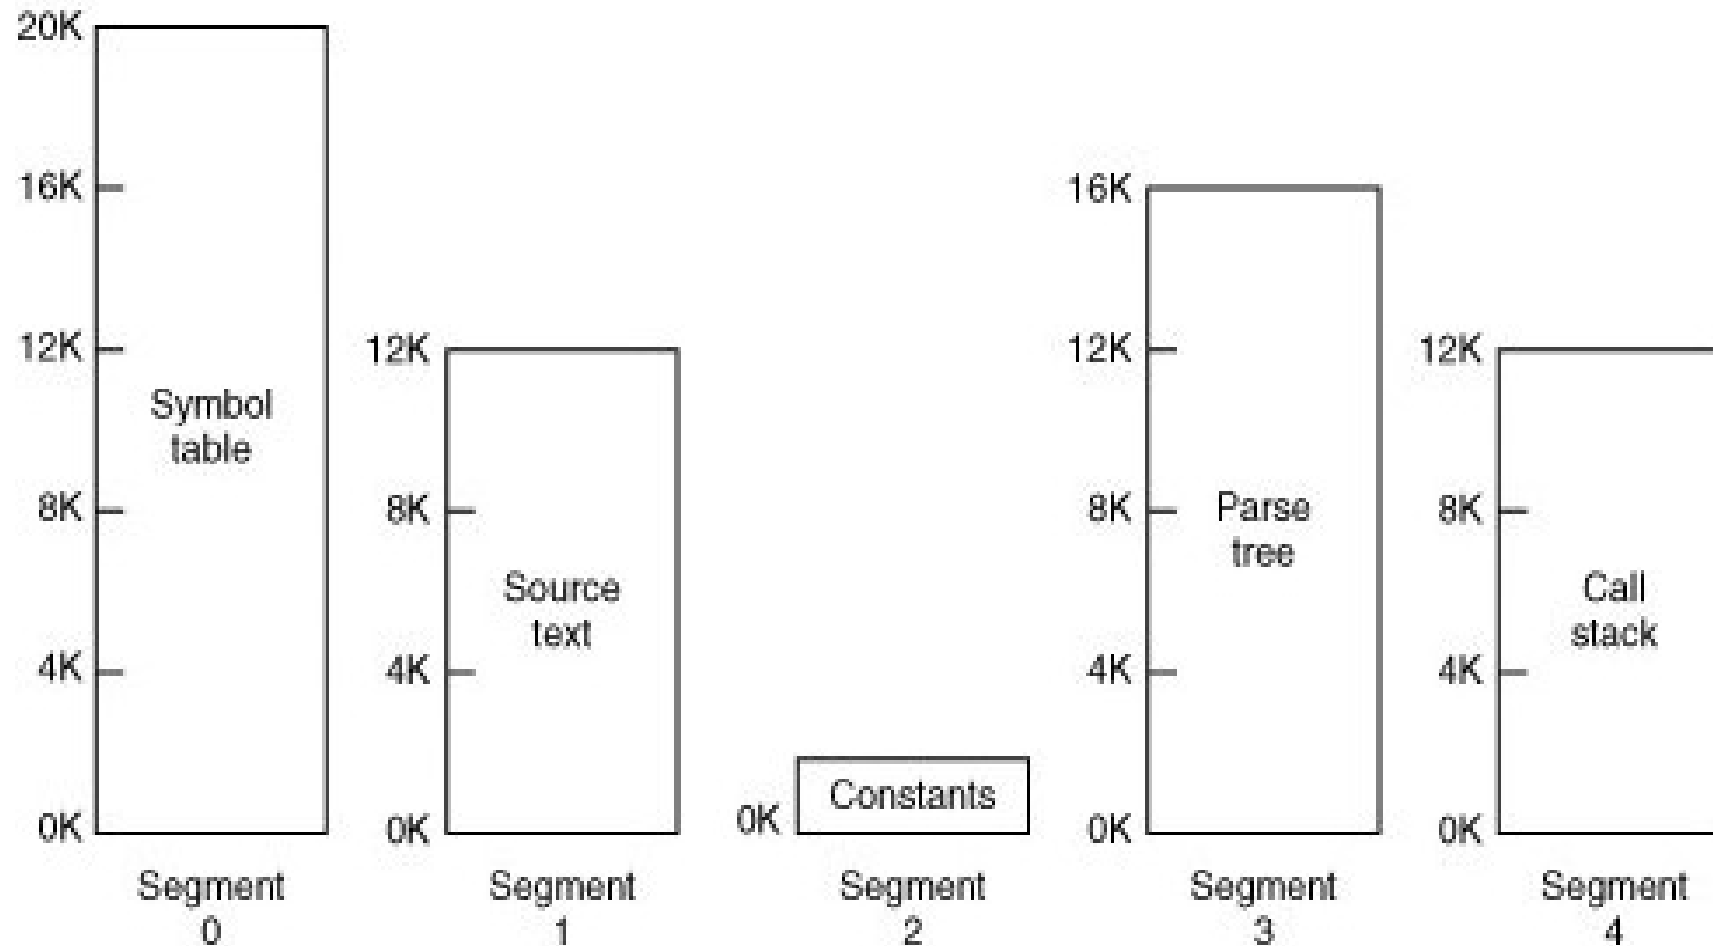 20K
16K
12K
8K
4K
0K
Symbol
table
Segment
0
12K
8K
4K
0K
Source
text
Segment
1
0K
Constants
Segment
2
16K
12K
8K
4K
0K
Parse
tree
Segment
3
12K
8K
4K
0K
Call
stack
Segment
4